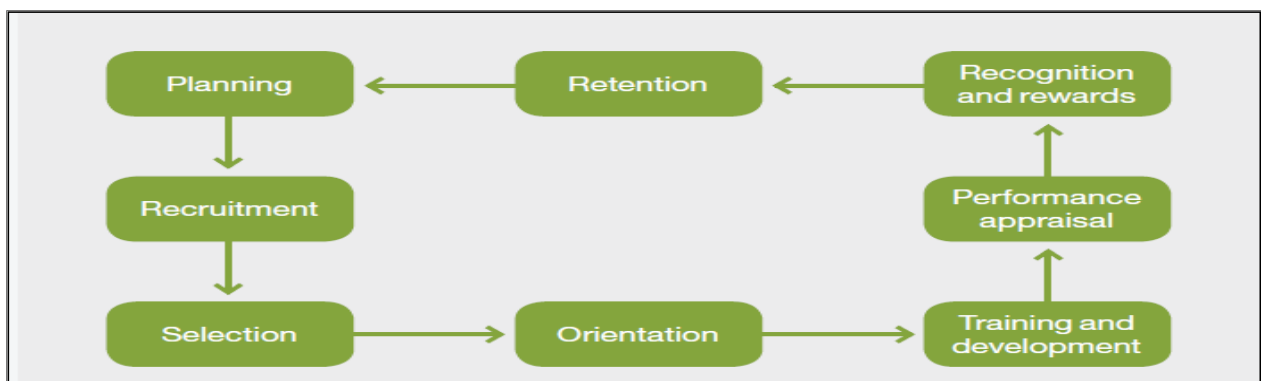 Planning
Retention
Recognition
and rewards
Recruitment
Performance
appraisal
Selection
Orientation
Training and
development